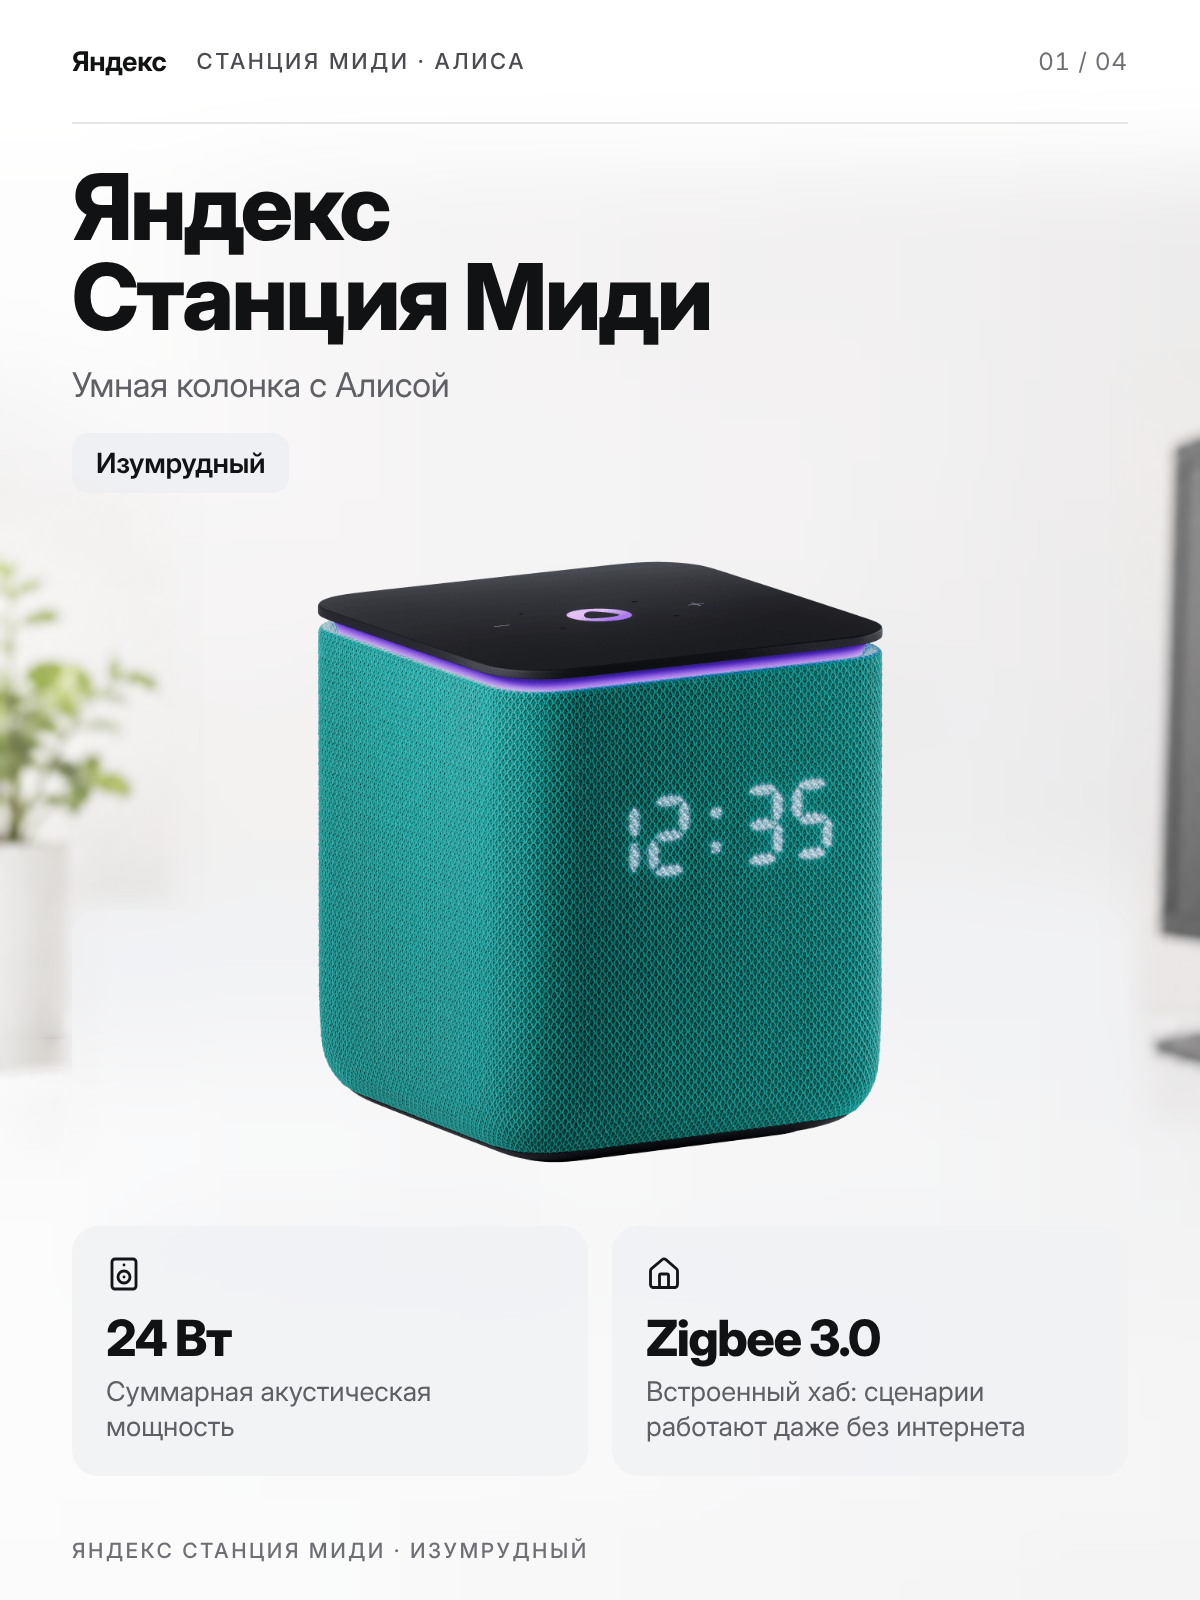 Яндекс СТАНЦИЯ МИДИ · АЛИСА 01 / 04
Яндекс
Станция Миди
Умная колонка с Алисой
Изумрудный
12:35
24 Вт
Суммарная акустическая
мощность
Zigbee 3.0
Встроенный хаб: сценарии
работают даже без интернета
ЯНДЕКС СТАНЦИЯ МИДИ · ИЗУМРУДНЫЙ